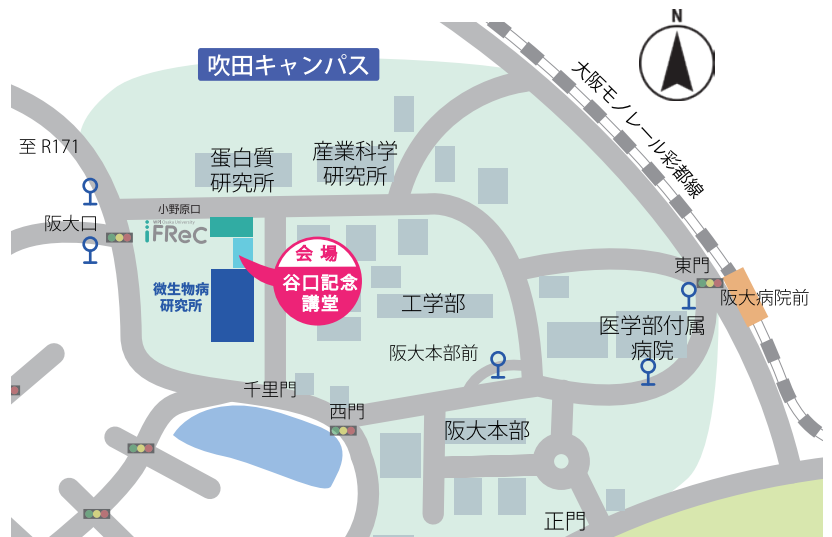 N
吹田キャンパス
大阪モノレール彩都線
至 R171
蛋白質
研究所
産業科学
研究所
小野原口
阪大口
WPI Osaka University
iFReC
会 場
谷口記念
講堂
微生物病
研究所
東門
阪大病院前
工学部
医学部付属
病院
阪大本部前
千里門
西門
阪大本部
正門